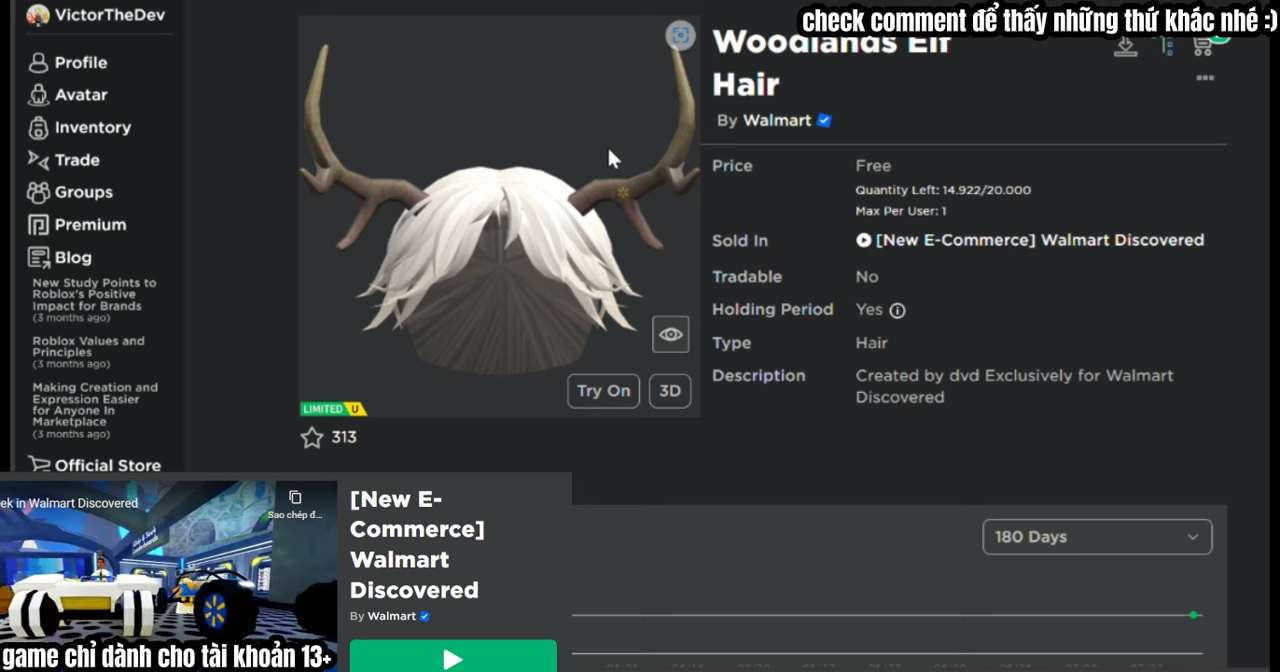 VictorTheDev
check comment để thấy những thứ khác nhé :)
Profile
Avatar
Inventory
Trade
Groups
Premium
Blog
New Study Points to
Roblox's Positive
Impact for Brands
(3 months ago)
Roblox Values and
Principles
(3 months ago)
Making Creation and
Expression Easier
for Anyone In
Marketplace
(3 months ago)
Official Store
Woodlands Elf
Hair
By Walmart
Price Free
Quantity Left: 14.922/20.000
Max Per User: 1
Sold In [New E-Commerce] Walmart Discovered
Tradable No
Holding Period Yes
Type Hair
Description Created by dvd Exclusively for Walmart
Discovered
Try On 3D
LIMITED U
313
ek in Walmart Discovered
Sao chép đ...
[New E-
Commerce]
Walmart
Discovered
By Walmart
180 Days
game chỉ dành cho tài khoản 13+